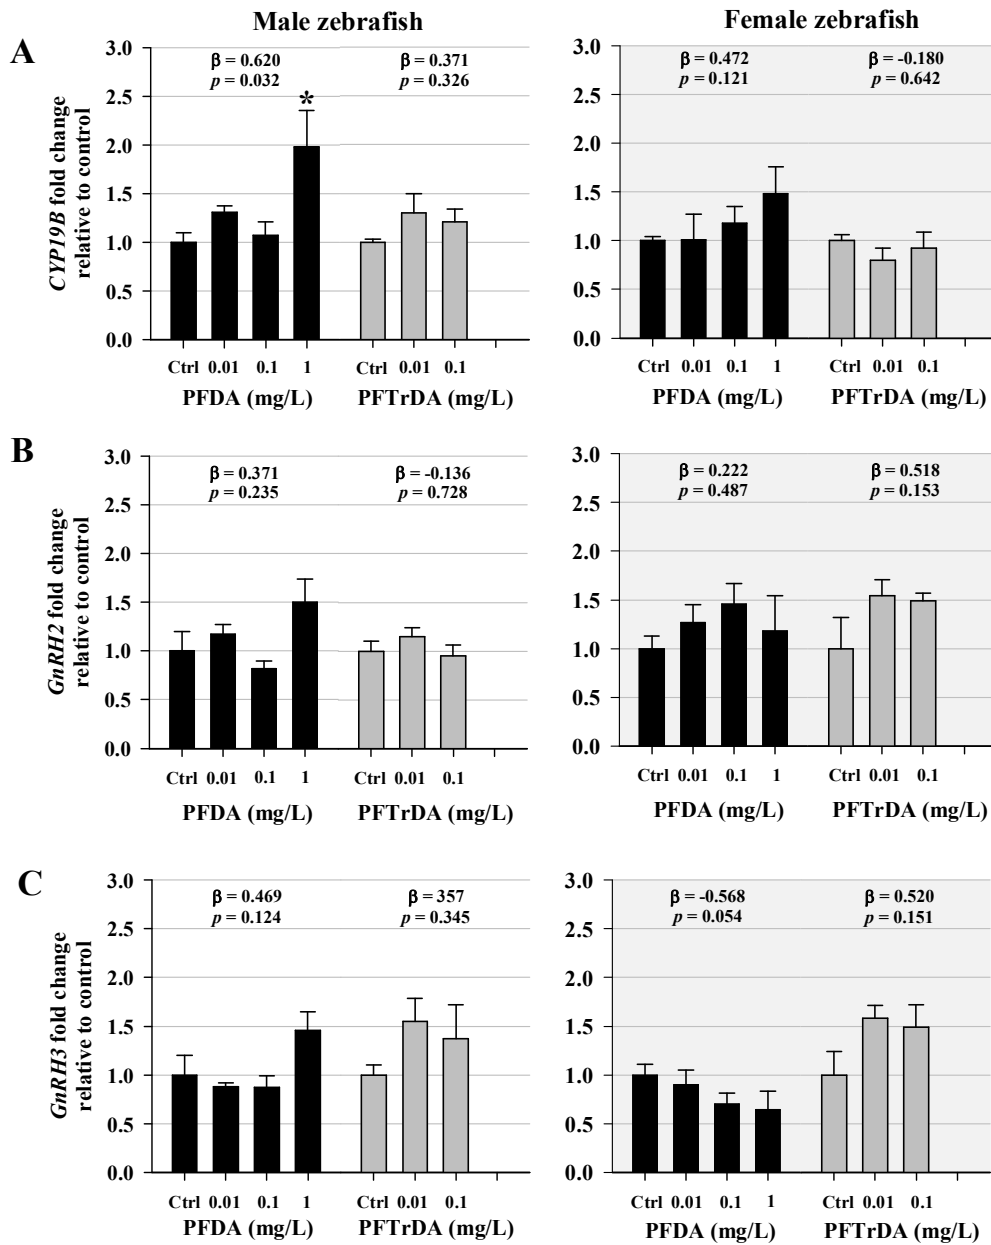 Male zebrafish
Female zebrafish
A
CYP19B fold change
relative to control
3.0
2.5
2.0
1.5
1.0
0.5
0.0
β = 0.620
p = 0.032
β = 0.371
p = 0.326
*
Ctrl 0.01 0.1 1
Ctrl 0.01 0.1
PFDA (mg/L)
PFTrDA (mg/L)
3.0
2.5
2.0
1.5
1.0
0.5
0.0
β = 0.472
p = 0.121
β = -0.180
p = 0.642
Ctrl 0.01 0.1 1
Ctrl 0.01 0.1
PFDA (mg/L)
PFTrDA (mg/L)
B
GnRH2 fold change
relative to control
3.0
2.5
2.0
1.5
1.0
0.5
0.0
β = 0.371
p = 0.235
β = -0.136
p = 0.728
Ctrl 0.01 0.1 1
Ctrl 0.01 0.1
PFDA (mg/L)
PFTrDA (mg/L)
3.0
2.5
2.0
1.5
1.0
0.5
0.0
β = 0.222
p = 0.487
β = 0.518
p = 0.153
Ctrl 0.01 0.1 1
Ctrl 0.01 0.1
PFDA (mg/L)
PFTrDA (mg/L)
C
GnRH3 fold change
relative to control
3.0
2.5
2.0
1.5
1.0
0.5
0.0
β = 0.469
p = 0.124
β = 357
p = 0.345
Ctrl 0.01 0.1 1
Ctrl 0.01 0.1
PFDA (mg/L)
PFTrDA (mg/L)
3.0
2.5
2.0
1.5
1.0
0.5
0.0
β = -0.568
p = 0.054
β = 0.520
p = 0.151
Ctrl 0.01 0.1 1
Ctrl 0.01 0.1
PFDA (mg/L)
PFTrDA (mg/L)